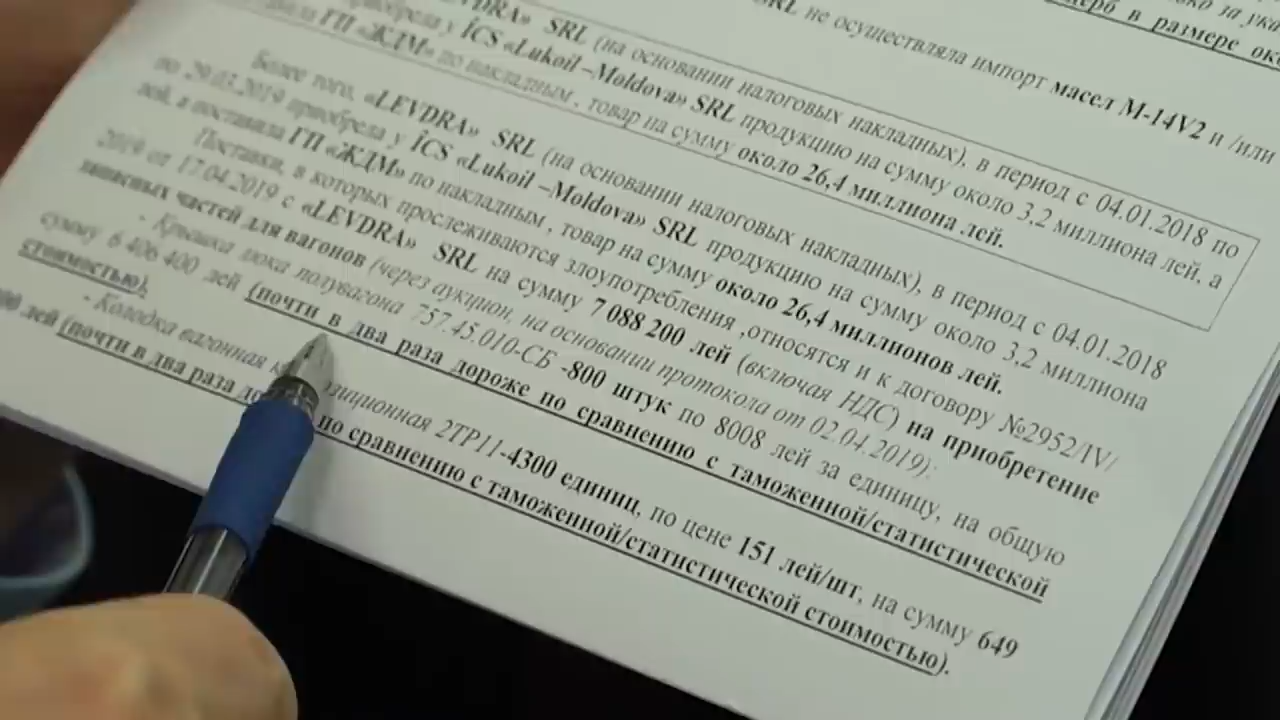 только за ука
ерб в размере око
SRL не осуществляла импорт масел М-14V2 и /или
«LEVDRA» SRL (на основании налоговых накладных), в период с 04.01.2018 по
приобрела у ÎCS «Lukoil –Moldova» SRL продукцию на сумму около 3,2 миллиона лей, а
ГП «ЖДМ» по накладным , товар на сумму около 26,4 миллиона лей.
Более того, «LEVDRA» SRL (на основании налоговых накладных), в период с 04.01.2018
по 29.03.2019 приобрела у ÎCS «Lukoil –Moldova» SRL продукцию на сумму около 3,2 миллиона
лей, а поставила ГП «ЖДМ» по накладным , товар на сумму около 26,4 миллионов лей.
Поставки, в которых прослеживаются злоупотребления ,относятся и к договору №2952/IV/
2019 от 17.04.2019 с «LEVDRA» SRL на сумму 7 088 200 лей (включая НДС) на приобретение
запасных частей для вагонов (через аукцион, на основании протокола от 02.04.2019):
- Крышка люка полувагона 757.45.010-СБ -800 штук по 8008 лей за единицу, на общую
сумму 6 406 400 лей (почти в два раза дороже по сравнению с таможенной/статистической
стоимостью),
- Колодка вагонная диционная 2ТР11-4300 единиц, по цене 151 лей/шт, на сумму 649
00 лей (почти в два раза до по сравнению с таможенной/статистической стоимостью).